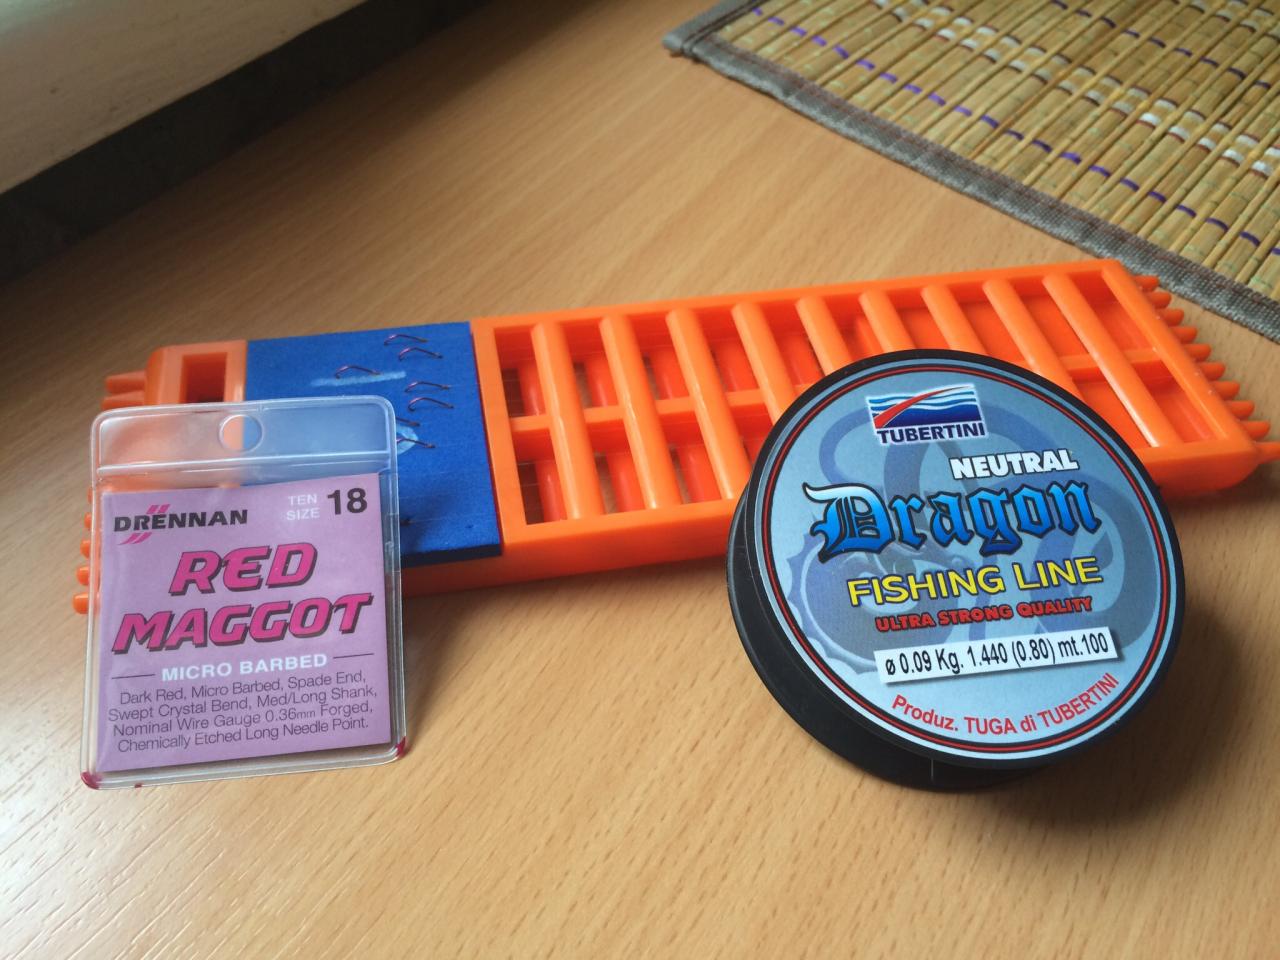 DRENNAN
TEN
SIZE 18
RED
MAGGOT
MICRO BARBED
Dark Red, Micro Barbed, Spade End,
Swept Crystal Bend, Med/Long Shank,
Nominal Wire Gauge 0.36mm Forged,
Chemically Etched Long Needle Point.
TUBERTINI
NEUTRAL
Dragon
FISHING LINE
ULTRA STRONG QUALITY
ø 0.09 Kg. 1.440 (0.80) mt.100
Produz. TUGA di TUBERTINI